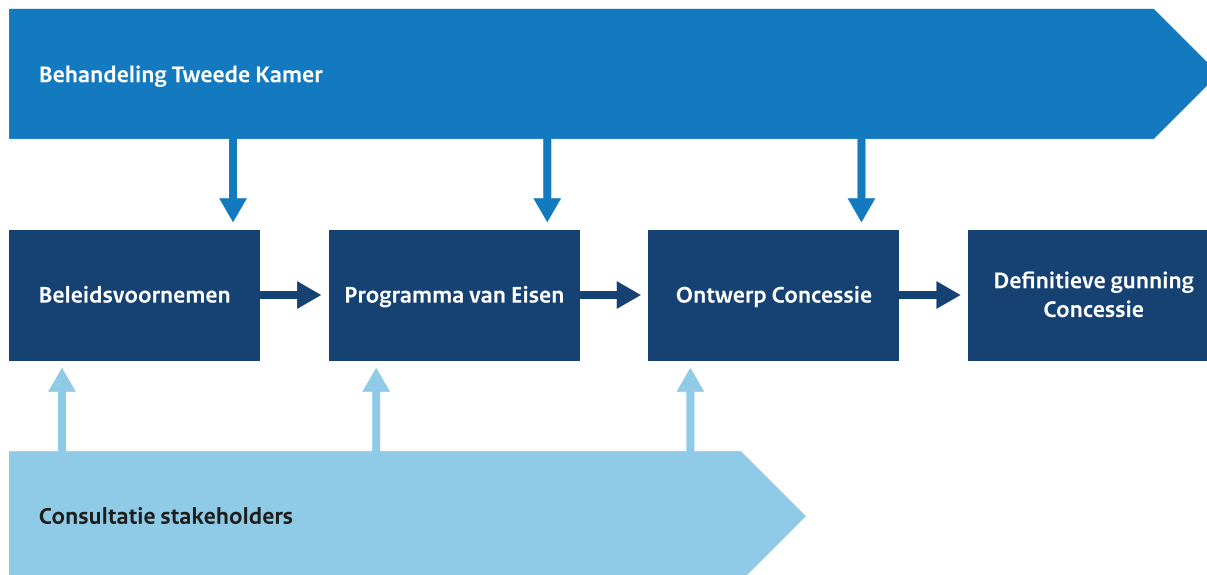 Behandeling Tweede Kamer
Beleidsvoornemen
Programma van Eisen
Ontwerp Concessie
Definitieve gunning
Concessie
Consultatie stakeholders